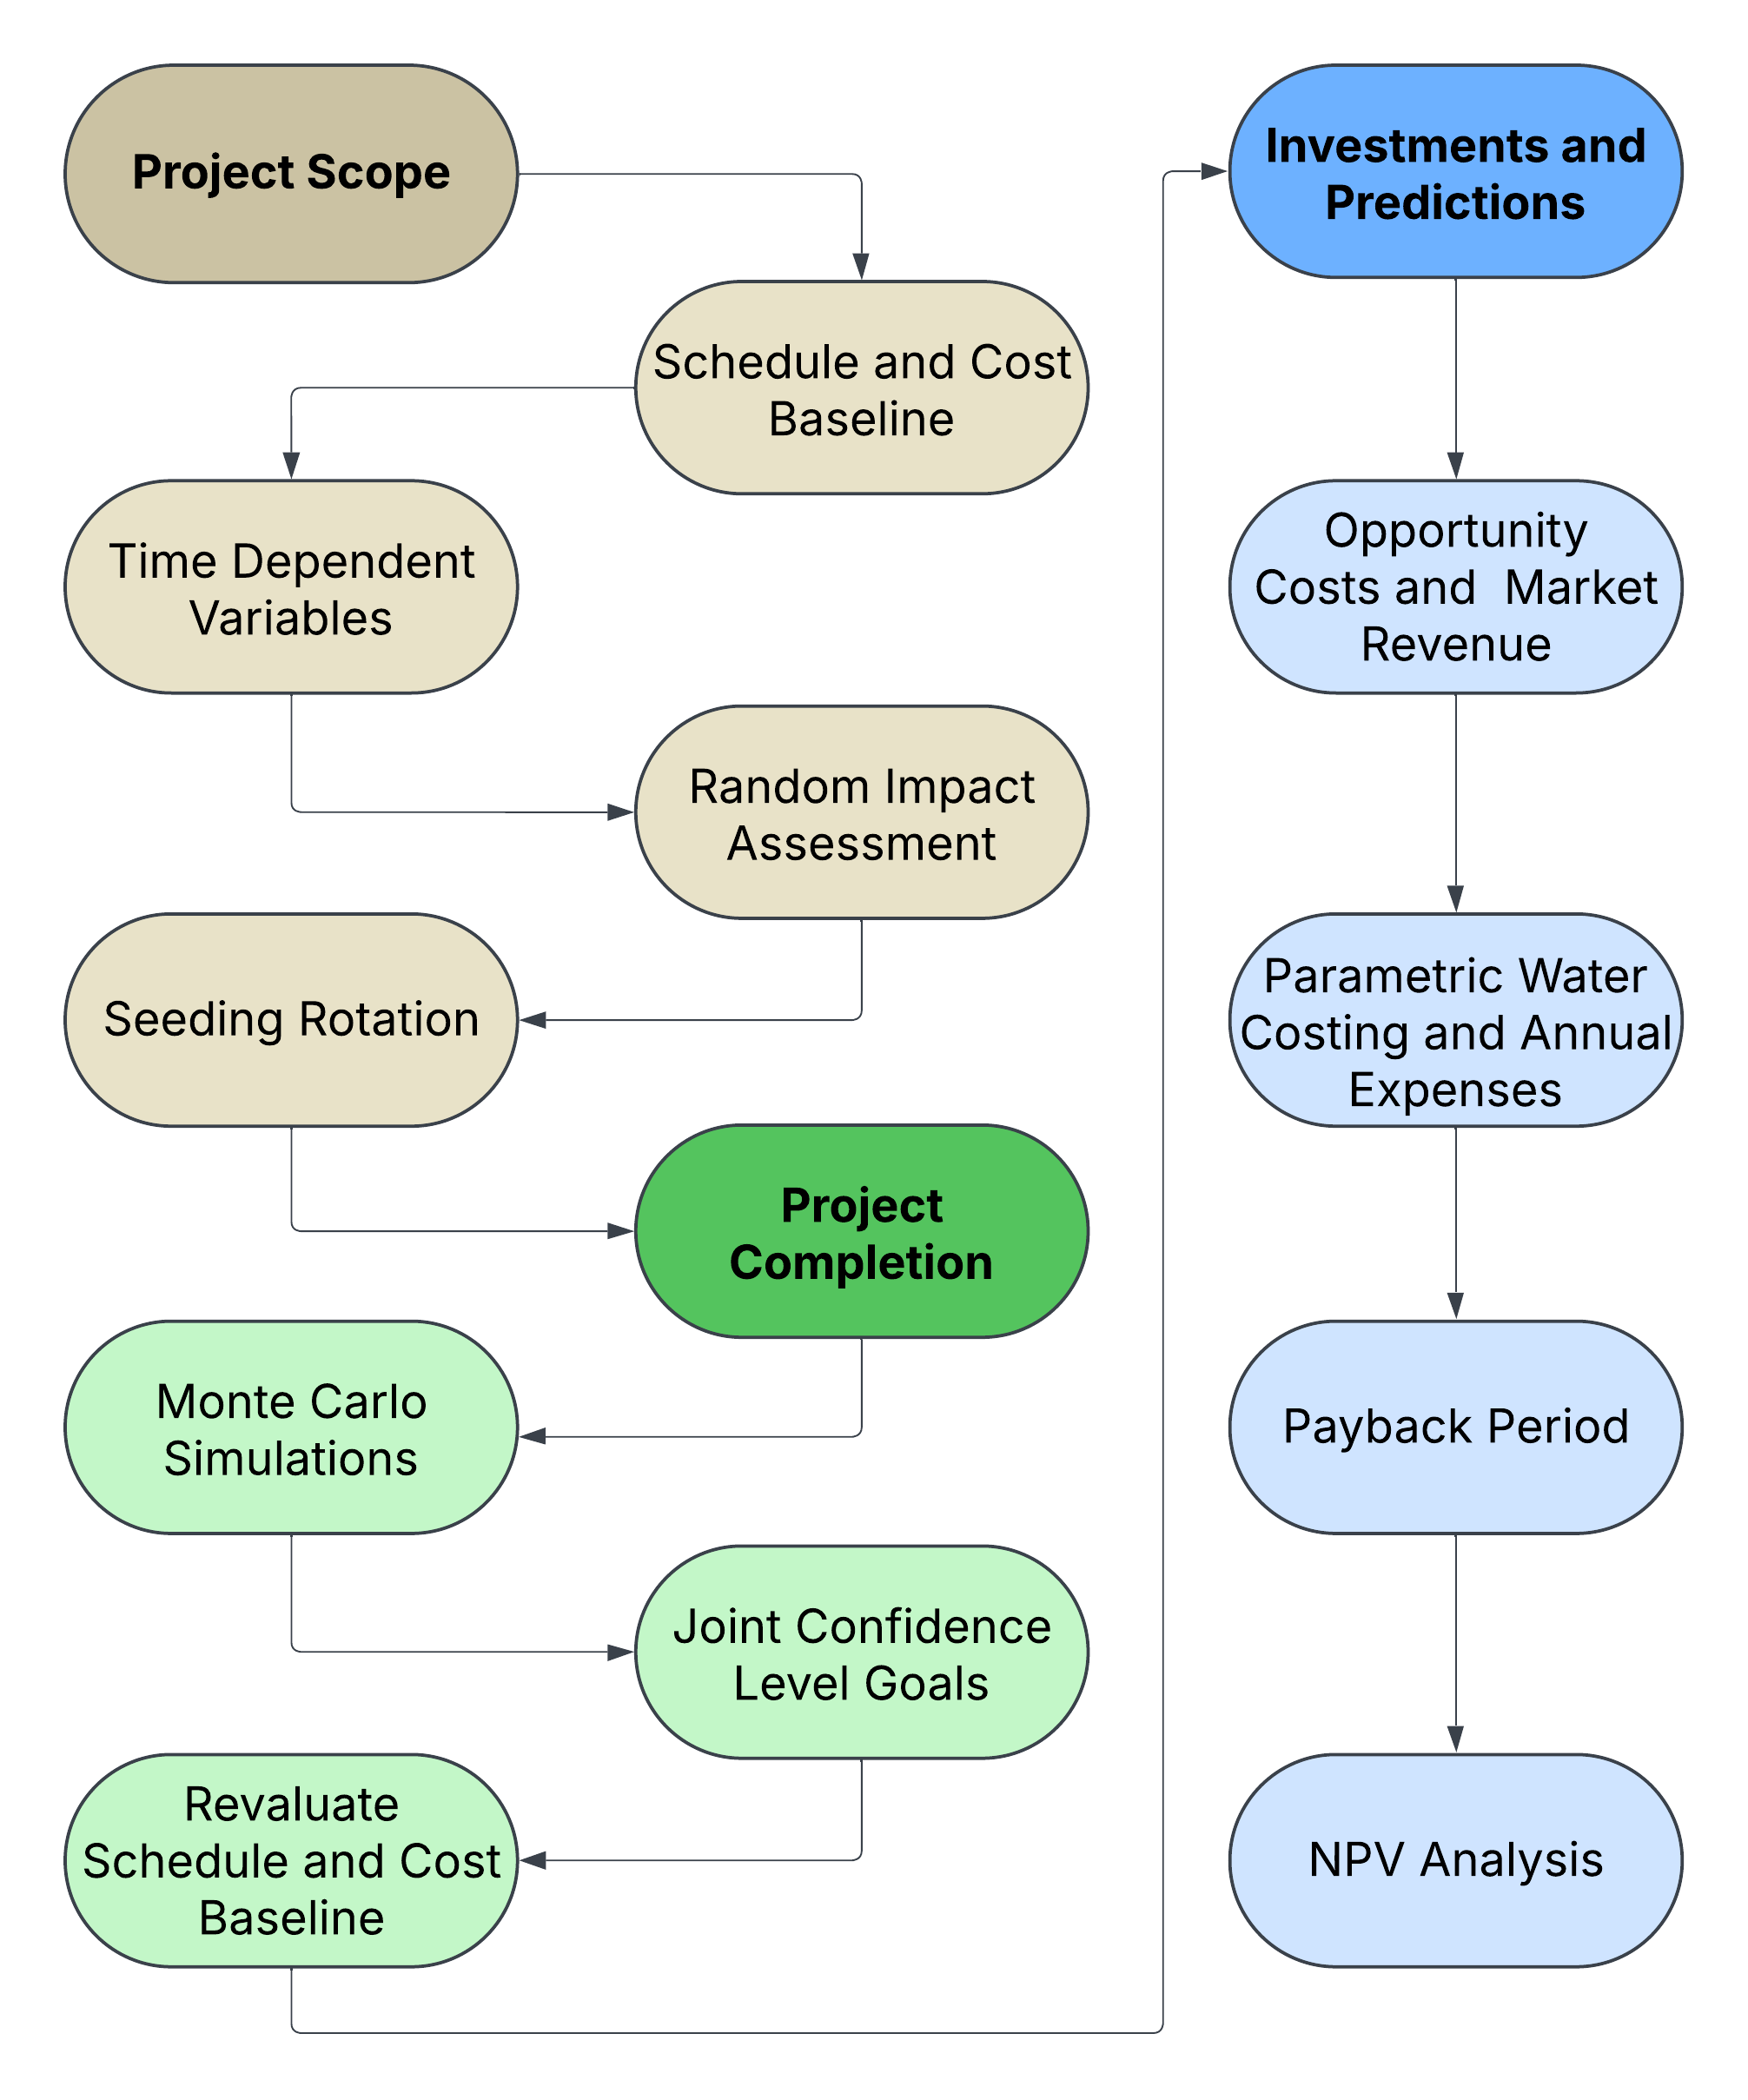 Project Scope
Schedule and Cost
Baseline
Time Dependent
Variables
Random Impact
Assessment
Seeding Rotation
Project
Completion
Monte Carlo
Simulations
Joint Confidence
Level Goals
Revaluate
Schedule and Cost
Baseline
Investments and
Predictions
Opportunity
Costs and  Market
Revenue
Parametric Water
Costing and Annual
Expenses
Payback Period
NPV Analysis